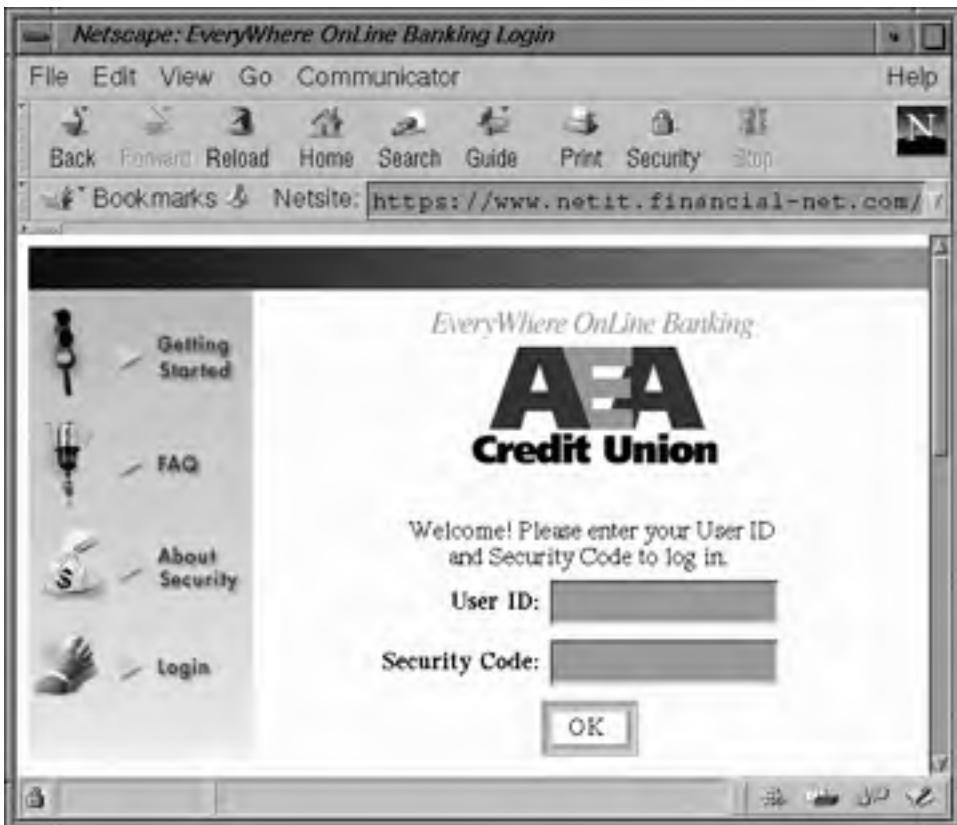 Netscape: EveryWhere OnLine Banking Login
File Edit View Go Communicator Help
Back Forward Reload Home Search Guide Print Security Stop
N
Bookmarks Netsite: https://www.netit.financial-net.com/
EveryWhere OnLine Banking
AEA
Credit Union
Getting
Started
FAQ
About
Security
$
Login
Welcome! Please enter your User ID
and Security Code to log in.
User ID:
Security Code:
OK